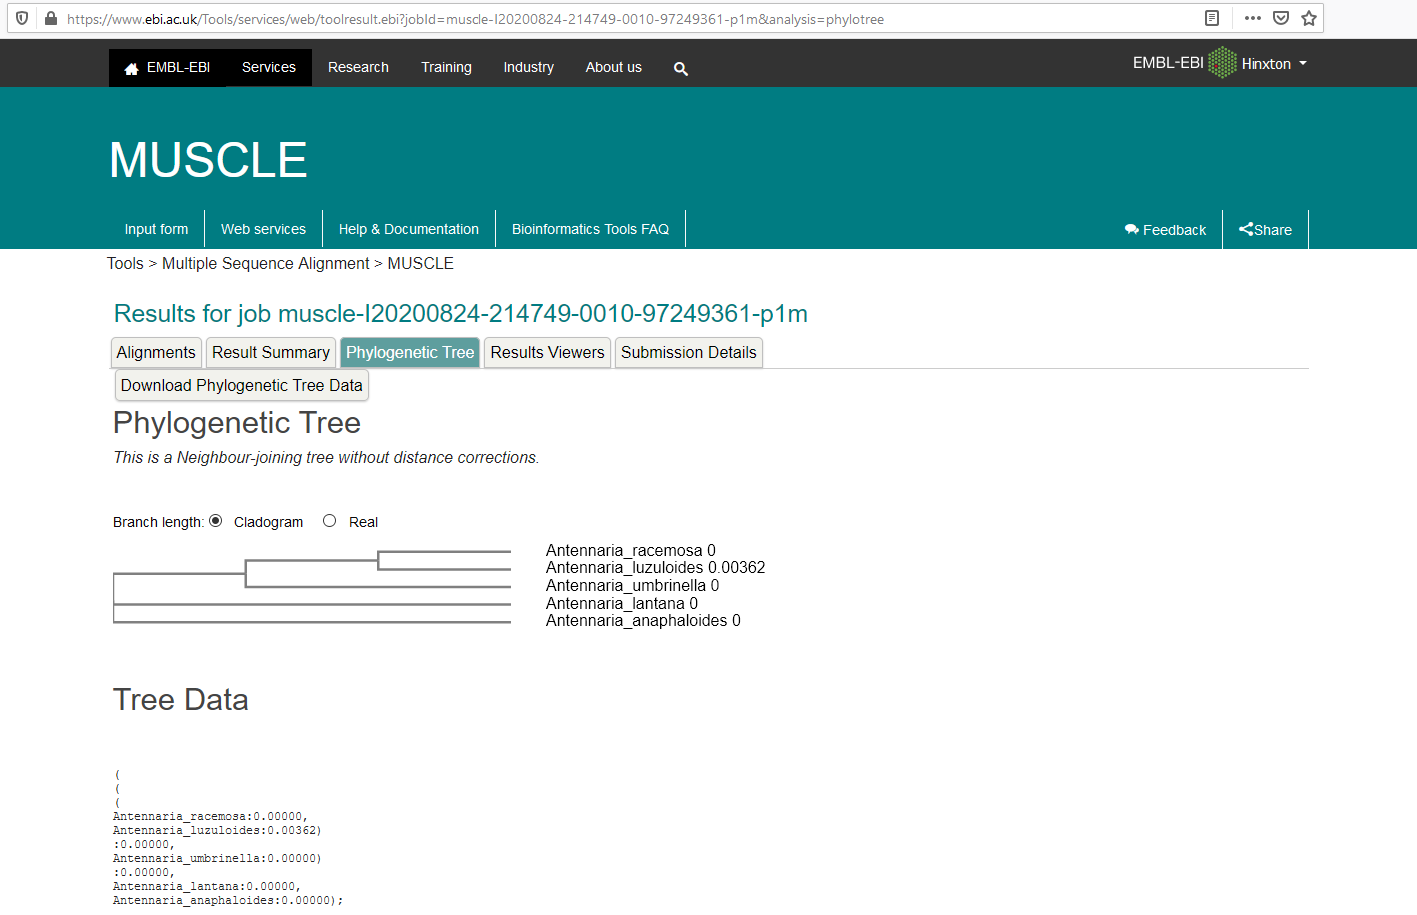 https://www.ebi.ac.uk/Tools/services/web/toolresult.ebi?jobId=muscle-I20200824-214749-0010-97249361-p1m&analysis=phylotree
EMBL-EBI Services Research Training Industry About us EMBL-EBI Hinxton
MUSCLE
Input form Web services Help & Documentation Bioinformatics Tools FAQ Feedback Share
Tools > Multiple Sequence Alignment > MUSCLE
Results for job muscle-I20200824-214749-0010-97249361-p1m
Alignments Result Summary Phylogenetic Tree Results Viewers Submission Details
Download Phylogenetic Tree Data
Phylogenetic Tree
This is a Neighbour-joining tree without distance corrections.
Branch length: Cladogram Real
Antennaria_racemosa 0
Antennaria_luzuloides 0.00362
Antennaria_umbrinella 0
Antennaria_lantana 0
Antennaria_anaphaloides 0
Tree Data
(
(
(
Antennaria_racemosa:0.00000,
Antennaria_luzuloides:0.00362)
:0.00000,
Antennaria_umbrinella:0.00000)
:0.00000,
Antennaria_lantana:0.00000,
Antennaria_anaphaloides:0.00000);